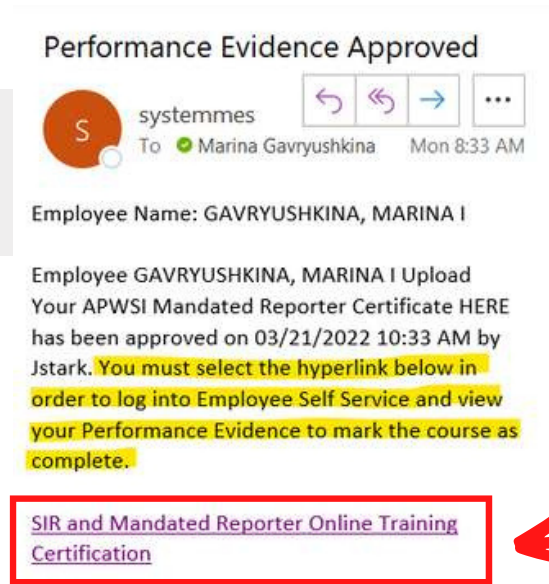 Performance Evidence Approved
S
systemmes
To Marina Gavryushkina Mon 8:33 AM
Employee Name: GAVRYUSHKINA, MARINA I
Employee GAVRYUSHKINA, MARINA I Upload
Your APWSI Mandated Reporter Certificate HERE
has been approved on 03/21/2022 10:33 AM by
Jstark. You must select the hyperlink below in
order to log into Employee Self Service and view
your Performance Evidence to mark the course as
complete.
SIR and Mandated Reporter Online Training
Certification